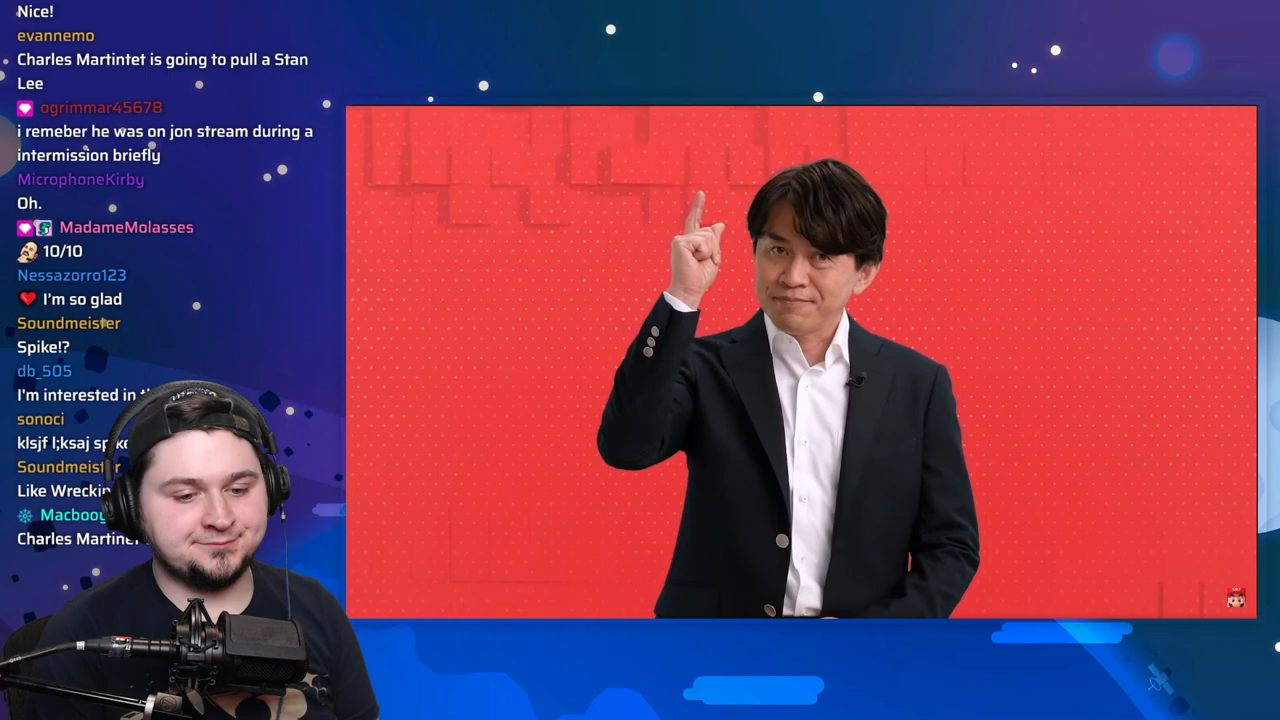 Nice!
evannemo
Charles Martintet is going to pull a Stan
Lee
ogrimmar45678
i remeber he was on jon stream during a
intermission briefly
MicrophoneKirby
Oh.
MadameMolasses
10/10
Nessazorro123
I'm so glad
Soundmeister
Spike!?
db_505
I'm interested in
sonoci
klsjf l;ksaj
Soundmeister
Like
Charles